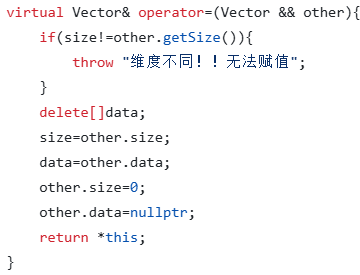 virtual Vector& operator=(Vector && other){
    if(size!=other.getSize()){
        throw "维度不同！！无法赋值";
    }
    delete[]data;
    size=other.size;
    data=other.data;
    other.size=0;
    other.data=nullptr;
    return *this;
}